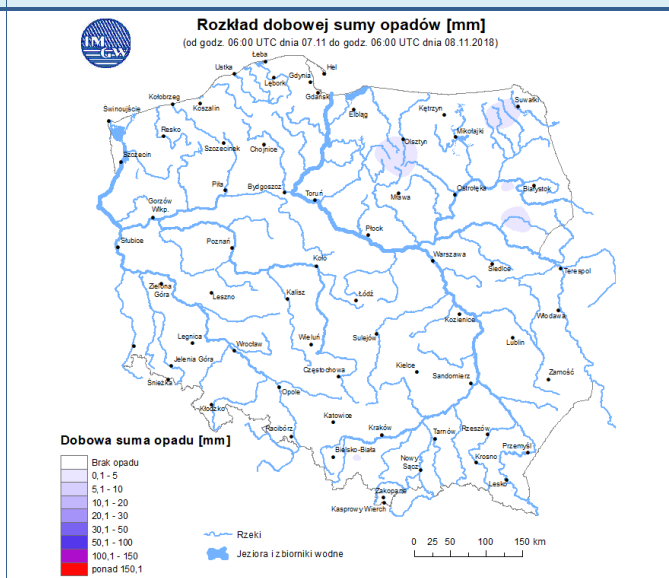 Rozkład dobowej sumy opadów [mm]
(od godz. 06:00 UTC dnia 07.11 do godz. 06:00 UTC dnia 08.11.2018)
IM
GW
Łeba
Ustka
Hel
Lębork
Gdynia
Gdańsk
Kołobrzeg
Koszalin
Świnoujście
Resko
Elbląg
Kętrzyn
Suwałki
Mikołajki
Olsztyn
Szczecin
Szczecinek
Chojnice
Piła
Bydgoszcz
Toruń
Mława
Ostrołęka
Białystok
Gorzów
Wlkp.
Płock
Słubice
Poznań
Koło
Warszawa
Siedlce
Terespol
Zielona
Góra
Leszno
Kalisz
Łódź
Kozienice
Włodawa
Legnica
Wrocław
Wieluń
Sulejów
Lublin
Jelenia Góra
Śnieżka
Częstochowa
Kielce
Sandomierz
Zamość
Opole
Kłodzko
Katowice
Racibórz
Kraków
Tarnów
Rzeszów
Przemyśl
Bielsko-Biała
Nowy
Sącz
Krosno
Lesko
Zakopane
Kasprowy Wierch
Dobowa suma opadu [mm]
Brak opadu
0,1 - 5
5,1 - 10
10,1 - 20
20,1 - 30
30,1 - 50
50,1 - 100
100,1 - 150
ponad 150,1
Rzeki
Jeziora i zbiorniki wodne
0 25 50 100 150 km